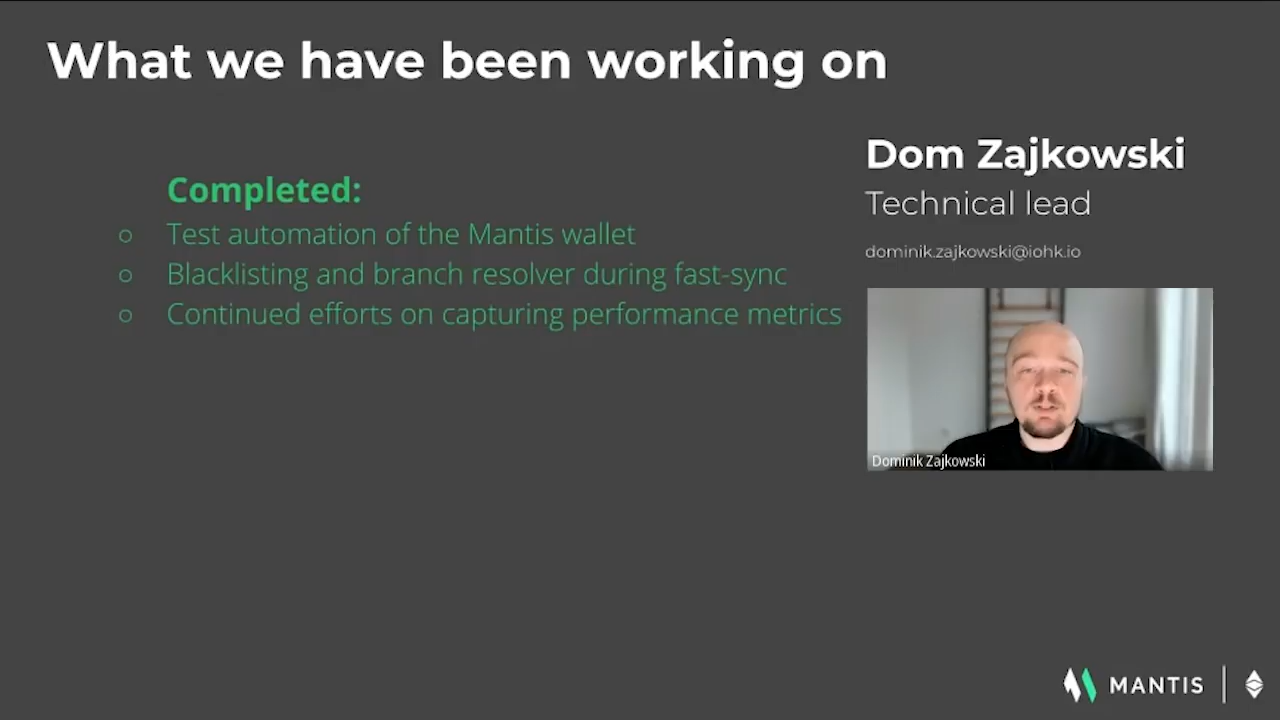 What we have been working on
Completed:
○ Test automation of the Mantis wallet
○ Blacklisting and branch resolver during fast-sync
○ Continued efforts on capturing performance metrics
Dom Zajkowski
Technical lead
dominik.zajkowski@iohk.io
Dominik Zajkowski
MANTIS